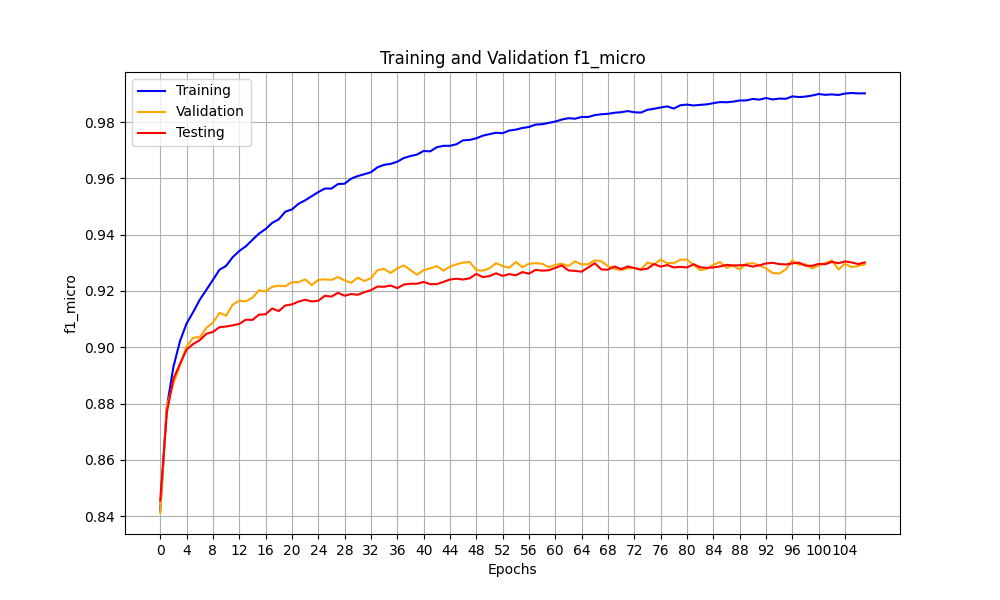 Training and Validation f1_micro
Training
Validation
Testing
f1_micro
0.98
0.96
0.94
0.92
0.90
0.88
0.86
0.84
0 4 8 12 16 20 24 28 32 36 40 44 48 52 56 60 64 68 72 76 80 84 88 92 96 100 104
Epochs